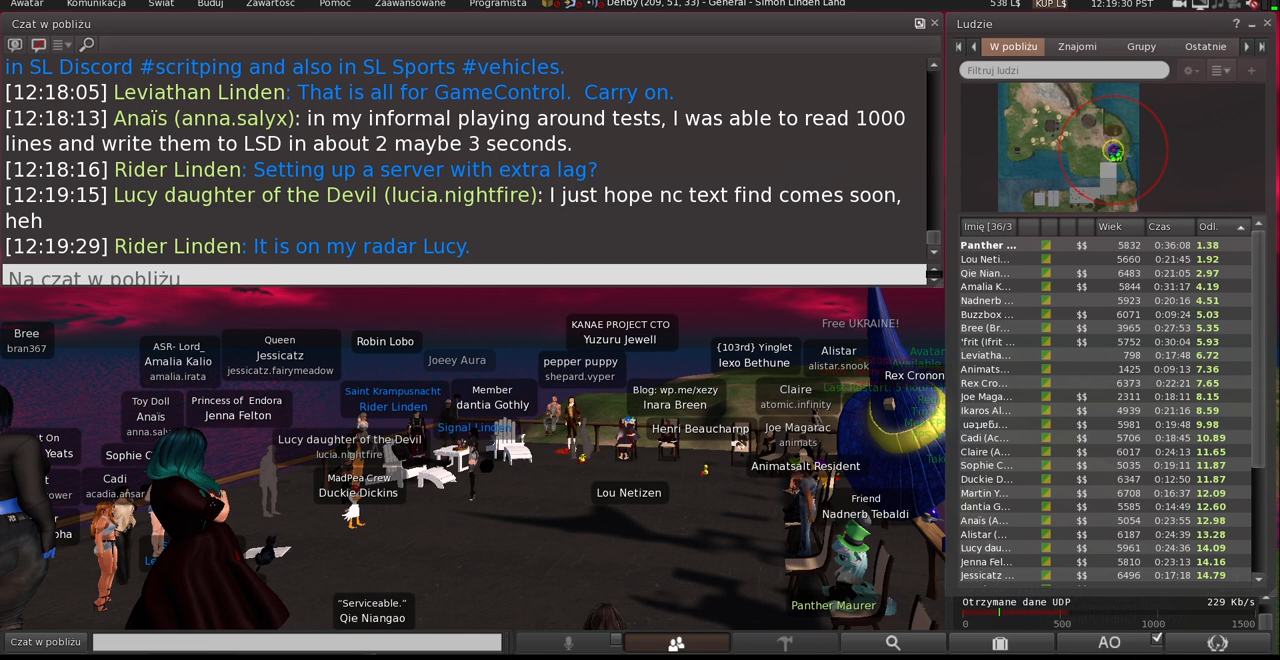 Awatar Komunikacja Świat Buduj Zawartość Pomoc Zaawansowane Programista Denby (209, 51, 33) - General - Simon Linden Land 538 L$ KUP L$ 12:19:30 PST
Czat w pobliżu
in SL Discord #scritping and also in SL Sports #vehicles.
[12:18:05] Leviathan Linden: That is all for GameControl. Carry on.
[12:18:13] Anaïs (anna.salyx): in my informal playing around tests, I was able to read 1000
lines and write them to LSD in about 2 maybe 3 seconds.
[12:18:16] Rider Linden: Setting up a server with extra lag?
[12:19:15] Lucy daughter of the Devil (lucia.nightfire): I just hope nc text find comes soon,
heh
[12:19:29] Rider Linden: It is on my radar Lucy.
Na czat w pobliżu
Ludzie
W pobliżu Znajomi Grupy Ostatnie
Filtruj ludzi
Imię [36/3 Wiek Czas Odl.
Panther ... $$ 5832 0:36:08 1.38
Lou Neti... 5660 0:21:45 1.92
Qie Nian... $$ 6483 0:21:05 2.97
Amalia K... $$ 5844 0:31:17 4.19
Nadnerb ... 5923 0:20:16 4.51
Buzzbox ... $$ 6071 0:09:24 5.03
Bree (Br... $$ 3965 0:27:53 5.35
'frit (Ifrit ... $$ 5752 0:30:04 5.93
Leviatha... 798 0:17:48 6.72
Animats... 1425 0:09:13 7.36
Rex Cro... $$ 6373 0:22:21 7.65
Joe Maga... $$ 2311 0:18:11 8.15
Ikaros Al... $$ 4939 0:21:16 8.59
$$ 5981 0:19:48 9.98
Cadi (Ac... $$ 5706 0:18:45 10.89
Claire (A... $$ 6017 0:24:13 11.65
Sophie C... $$ 5035 0:19:11 11.87
Duckie D... $$ 6347 0:12:50 11.87
Martin Y... $$ 6708 0:16:37 12.09
dantia G... $$ 5585 0:14:49 12.60
Anaïs (A... $$ 5054 0:23:55 12.98
Alistar (... $$ 6187 0:24:39 13.28
Lucy dau... $$ 5961 0:24:36 14.09
Jenna Fel... $$ 5810 0:23:13 14.16
Jessicatz ... $$ 6496 0:17:18 14.79
Otrzymane dane UDP 229 Kb/s
0 500 1000 1500
Bree
bran367
ASR- Lord_
Amalia Kalio
amalia.irata
Queen
Jessicatz
jessicatz.fairymeadow
Robin Lobo
Joeey Aura
KANAE PROJECT CTO
Yuzuru Jewell
pepper puppy
shepard.vyper
{103rd} Yinglet
Iexo Bethune
Free UKRAINE!
Alistar
alistar.snook
Rex Cronon
Toy Doll
Anaïs
Princess of Endora
Jenna Felton
Saint Krampusnacht
Rider Linden
Member
dantia Gothly
Signal Linden
Blog: wp.me/xezy
Inara Breen
Claire
atomic.infinity
Henri Beauchamp
Joe Magarac
animats
Lucy daughter of the Devil
lucia.nightfire
Animatsalt Resident
Sophie
Cadi
acadia.ansar
MadPea Crew
Duckie Dickins
Lou Netizen
Friend
Nadnerb Tebaldi
Panther Maurer
"Serviceable."
Qie Niangao
Czat w pobliżu
AO